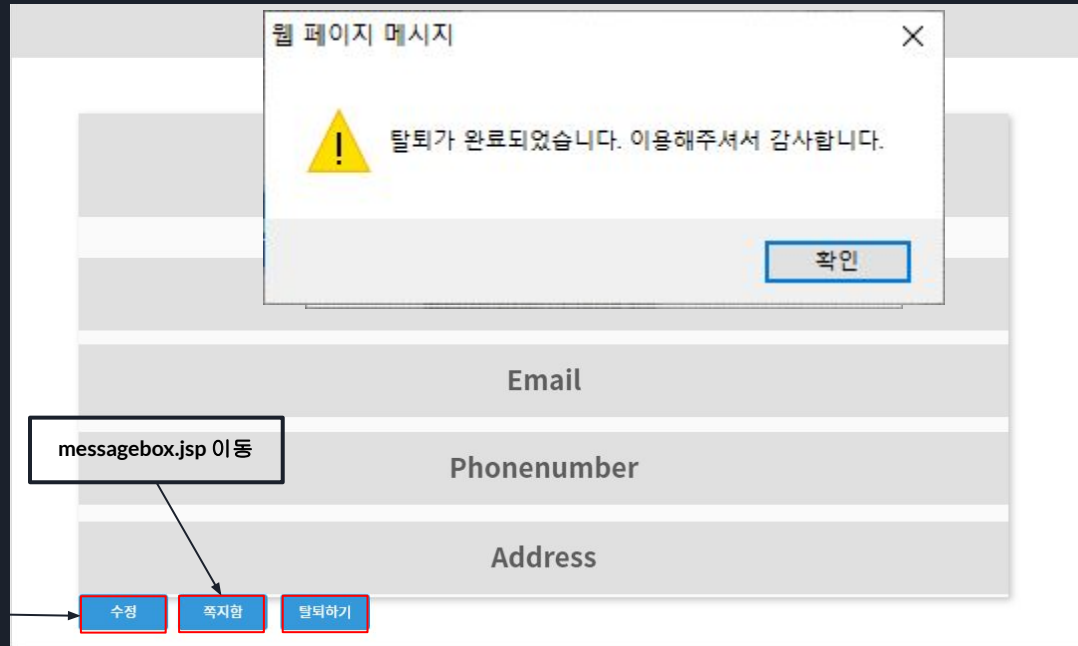 웹 페이지 메시지
탈퇴가 완료되었습니다. 이용해주셔서 감사합니다.
확인
Email
messagebox.jsp 이동
Phonenumber
Address
수정
쪽지함
탈퇴하기